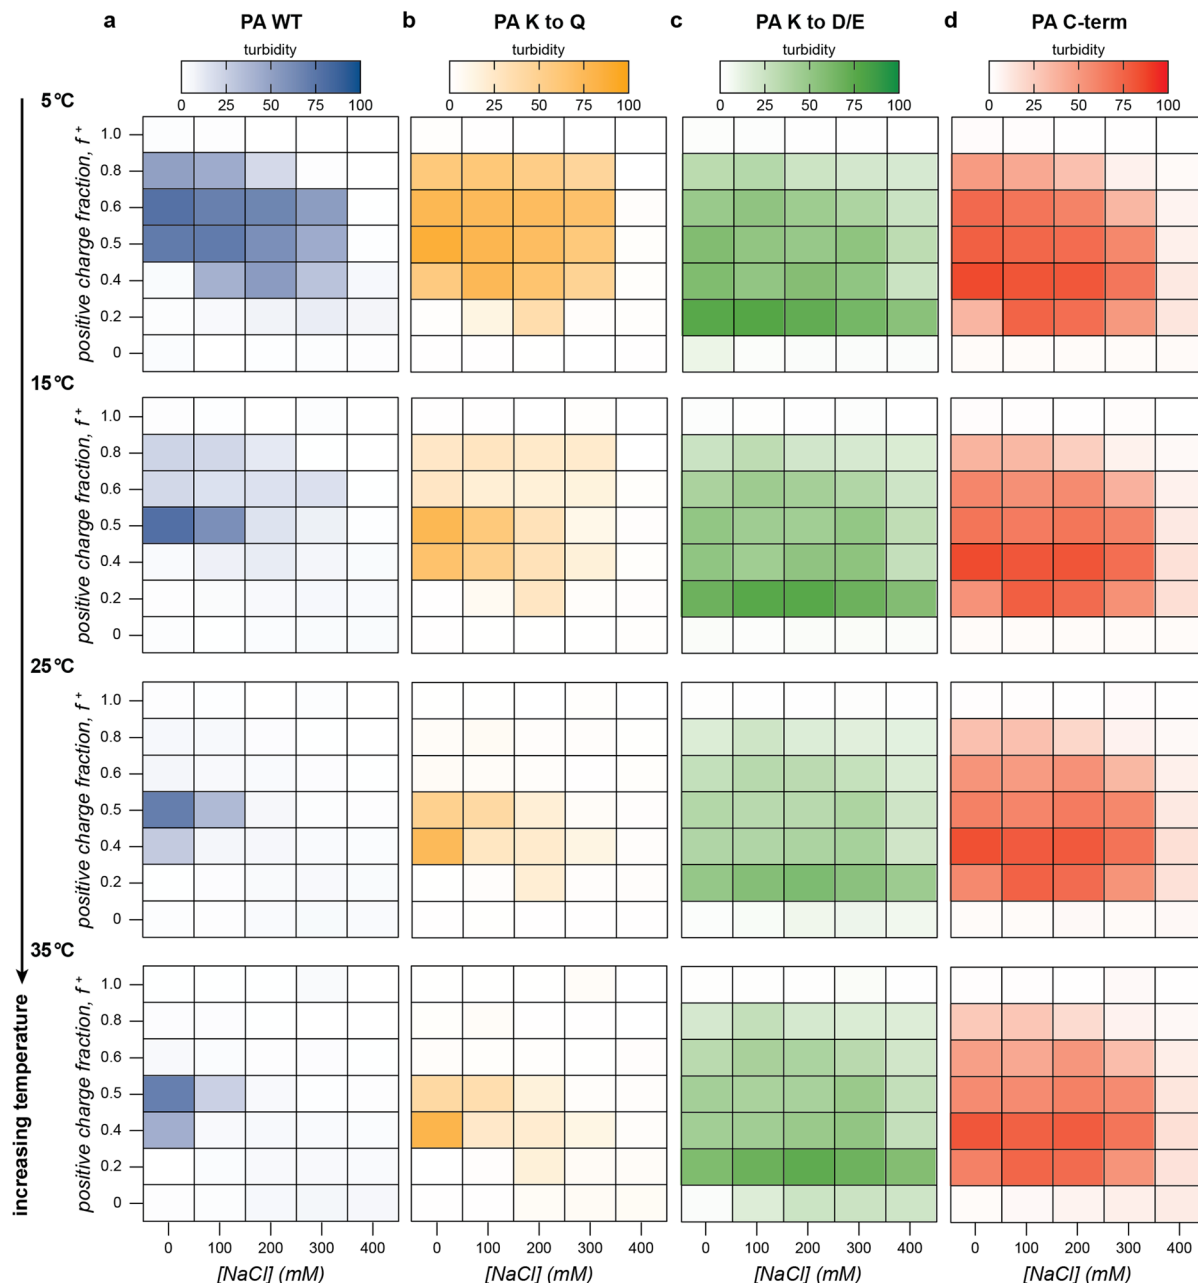 a PA WT b PA K to Q c PA K to D/E d PA C-term
turbidity turbidity turbidity turbidity
0 25 50 75 100 0 25 50 75 100 0 25 50 75 100 0 25 50 75 100
5°C
1.0
0.8
0.6
0.5
0.4
0.2
0
positive charge fraction, f+
15°C
1.0
0.8
0.6
0.5
0.4
0.2
0
positive charge fraction, f+
25°C
1.0
0.8
0.6
0.5
0.4
0.2
0
positive charge fraction, f+
35°C
1.0
0.8
0.6
0.5
0.4
0.2
0
positive charge fraction, f+
increasing temperature
0 100 200 300 400 0 100 200 300 400 0 100 200 300 400 0 100 200 300 400
[NaCl] (mM) [NaCl] (mM) [NaCl] (mM) [NaCl] (mM)